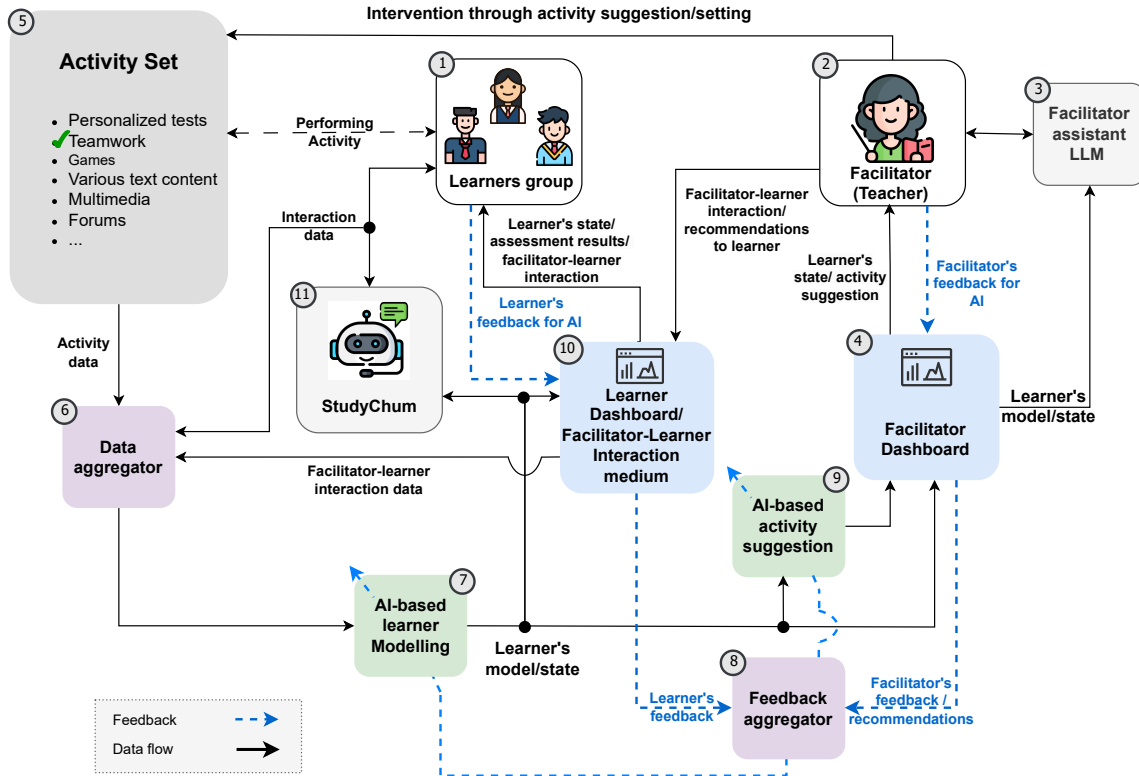 Intervention through activity suggestion/setting
5
Activity Set
• Personalized tests
Teamwork
• Games
• Various text content
• Multimedia
• Forums
• ...
Performing
Activity
1
Learners group
2
Facilitator
(Teacher)
3
Facilitator
assistant
LLM
Interaction
data
Learner's state/
assessment results/
facilitator-learner
interaction
Facilitator-learner
interaction/
recommendations
to learner
Learner's
state/ activity
suggestion
Facilitator's
feedback for
AI
Learner's
feedback for AI
11
StudyChum
10
Learner
Dashboard/
Facilitator-Learner
Interaction
medium
4
Facilitator
Dashboard
Learner's
model/state
Activity
data
6
Data
aggregator
Facilitator-learner
interaction data
9
AI-based
activity
suggestion
7
AI-based
learner
Modelling
Learner's
model/state
8
Feedback
aggregator
Learner's
feedback
Facilitator's
feedback /
recommendations
Feedback
Data flow